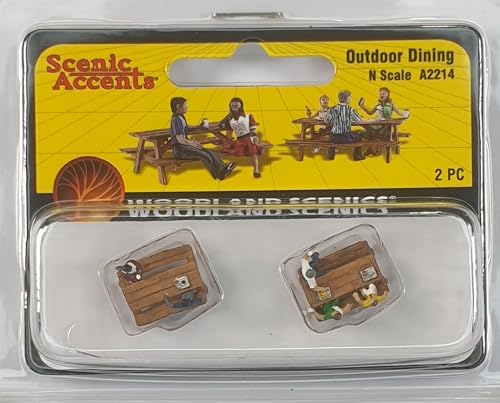 Scenic
Accents®
Outdoor Dining
N Scale A2214
2 PC
WOODLAND SCENICS®